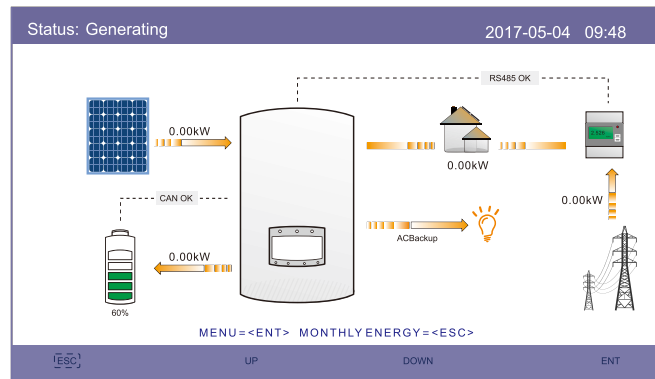 Status: Generating
2017-05-04 09:48
RS485 OK
0.00kW
0.00kW
CAN OK
0.00kW
0.00kW
ACBackup
60%
MENU=<ENT> MONTHLY ENERGY=<ESC>
ESC
UP
DOWN
ENT